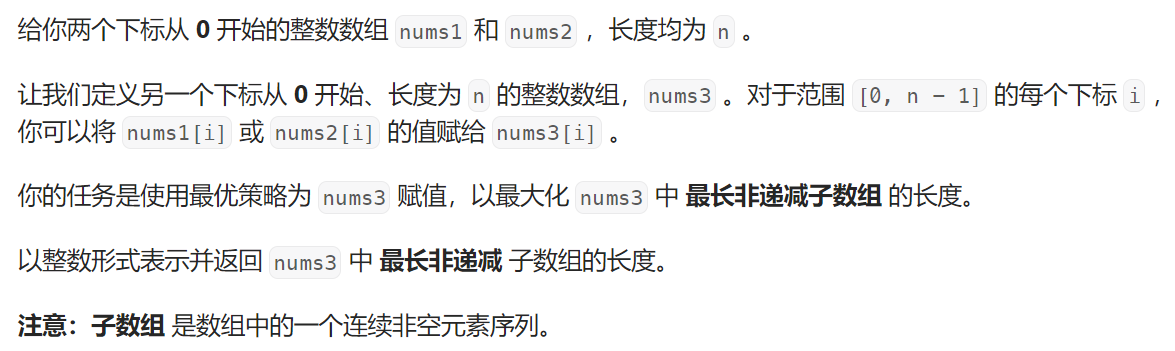 给你两个下标从 0 开始的整数数组 nums1 和 nums2 ，长度均为 n 。
让我们定义另一个下标从 0 开始、长度为 n 的整数数组，nums3 。对于范围 [0, n - 1] 的每个下标 i ，
你可以将 nums1[i] 或 nums2[i] 的值赋给 nums3[i] 。
你的任务是使用最优策略为 nums3 赋值，以最大化 nums3 中 最长非递减子数组 的长度。
以整数形式表示并返回 nums3 中 最长非递减 子数组的长度。
注意：子数组 是数组中的一个连续非空元素序列。